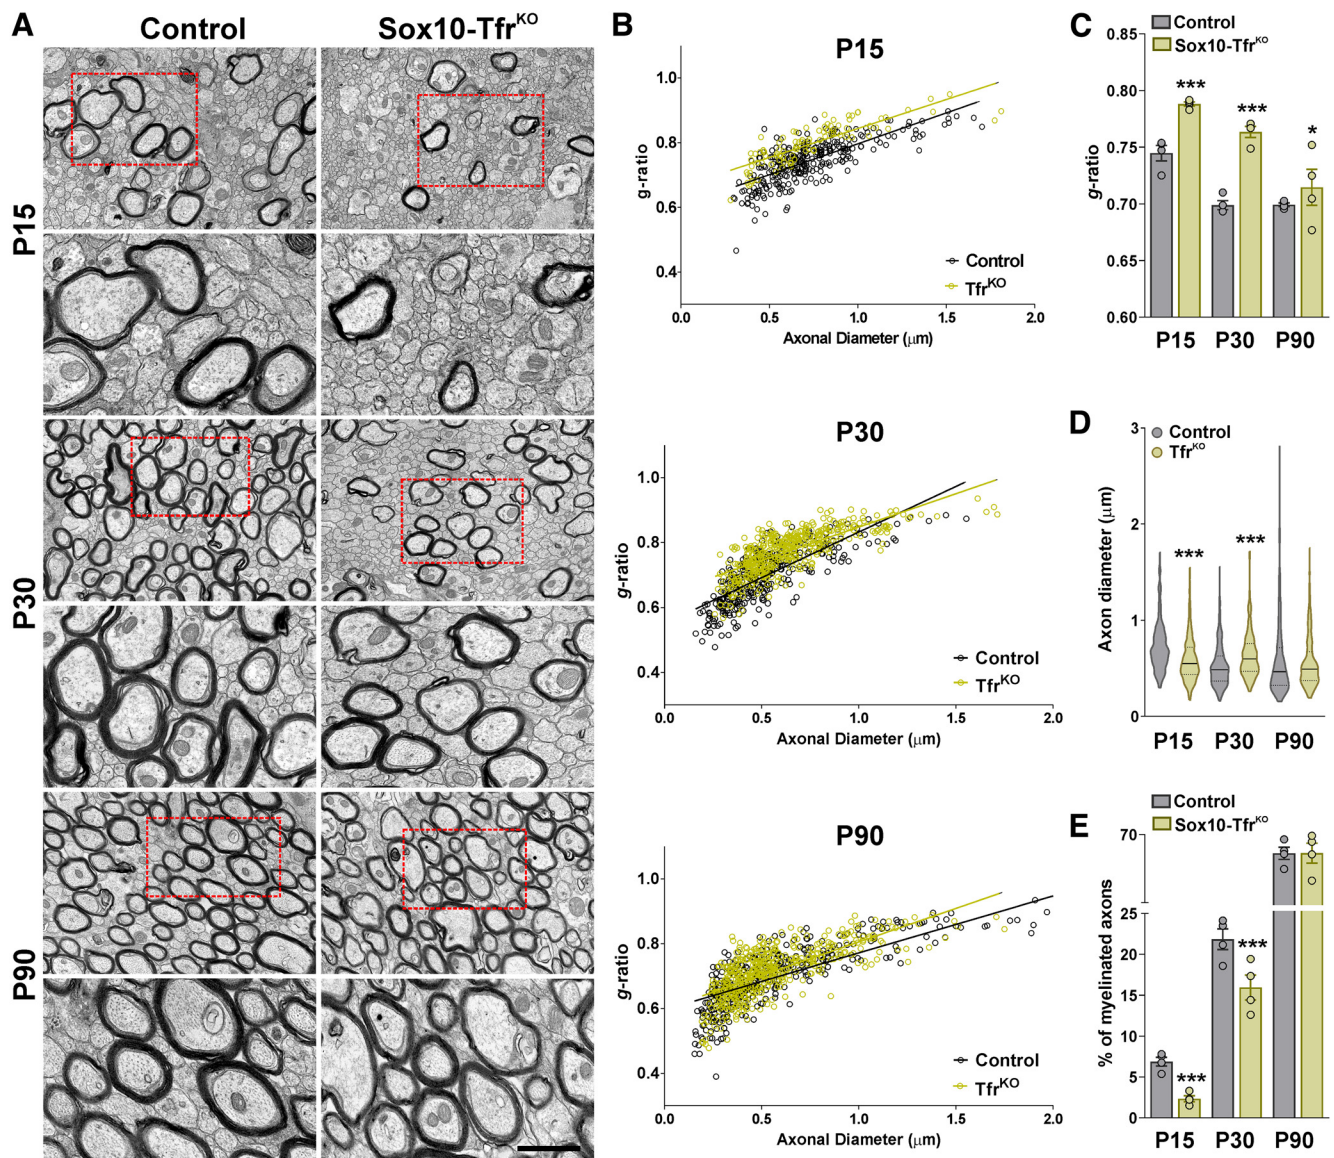 A
Control
Sox10-Tfr^KO
P15
P30
P90
B
P15
1.0
0.8
0.6
0.4
g-ratio
Control
Tfr^KO
0.0
0.5
1.0
1.5
2.0
Axonal Diameter (μm)
P30
1.0
0.8
0.6
0.4
g-ratio
Control
Tfr^KO
0.0
0.5
1.0
1.5
2.0
Axonal Diameter (μm)
P90
1.0
0.8
0.6
0.4
g-ratio
Control
Tfr^KO
0.0
0.5
1.0
1.5
2.0
Axonal Diameter (μm)
C
Control
Sox10-Tfr^KO
0.85
0.80
0.75
0.70
0.65
0.60
g-ratio
***
***
*
P15 P30 P90
D
Control
Tfr^KO
3
2
1
0
Axon diameter (μm)
***
***
P15 P30 P90
E
Control
Sox10-Tfr^KO
70
25
20
15
10
5
0
% of myelinated axons
***
***
P15 P30 P90